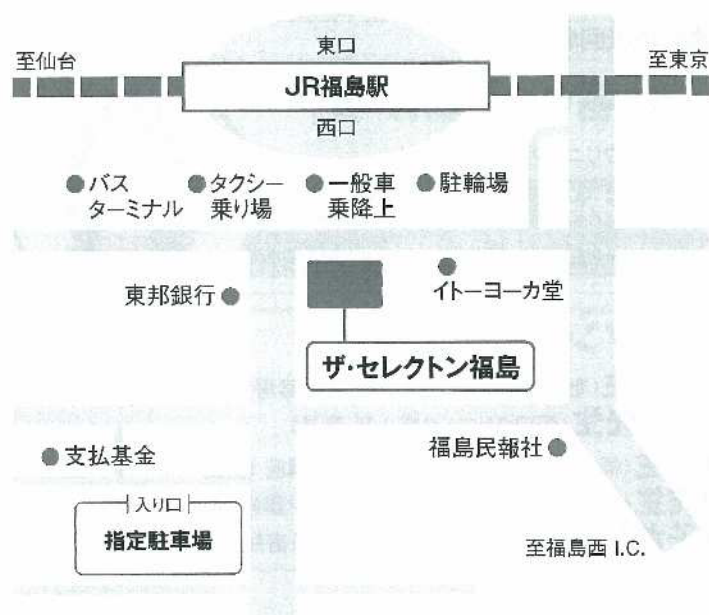 東口
至仙台
至東京
JR福島駅
西口
バス
ターミナル
タクシー
乗り場
一般車
乗降上
駐輪場
東邦銀行
イトーヨーカ堂
ザ・セレクトン福島
支払基金
福島民報社
入り口
指定駐車場
至福島西 I.C.